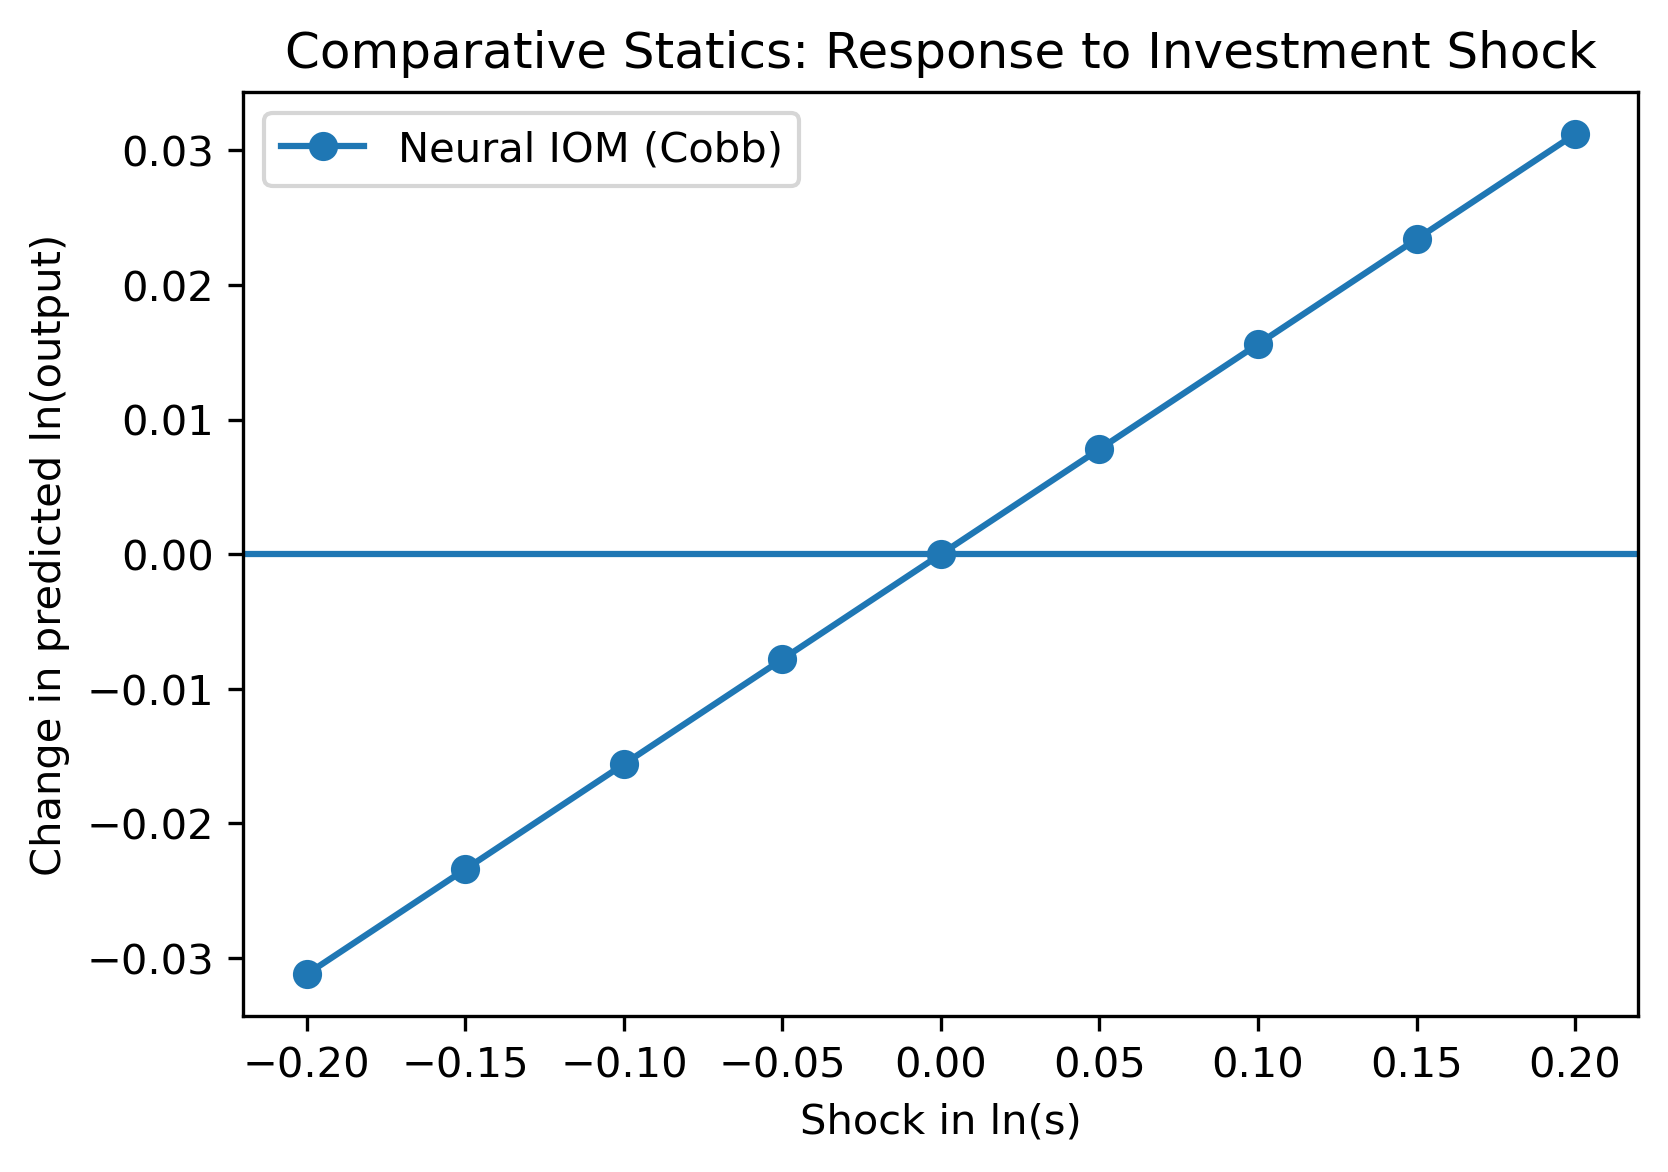 Comparative Statics: Response to Investment Shock
Neural IOM (Cobb)
Change in predicted ln(output)
0.03
0.02
0.01
0.00
−0.01
−0.02
−0.03
−0.20 −0.15 −0.10 −0.05 0.00 0.05 0.10 0.15 0.20
Shock in ln(s)